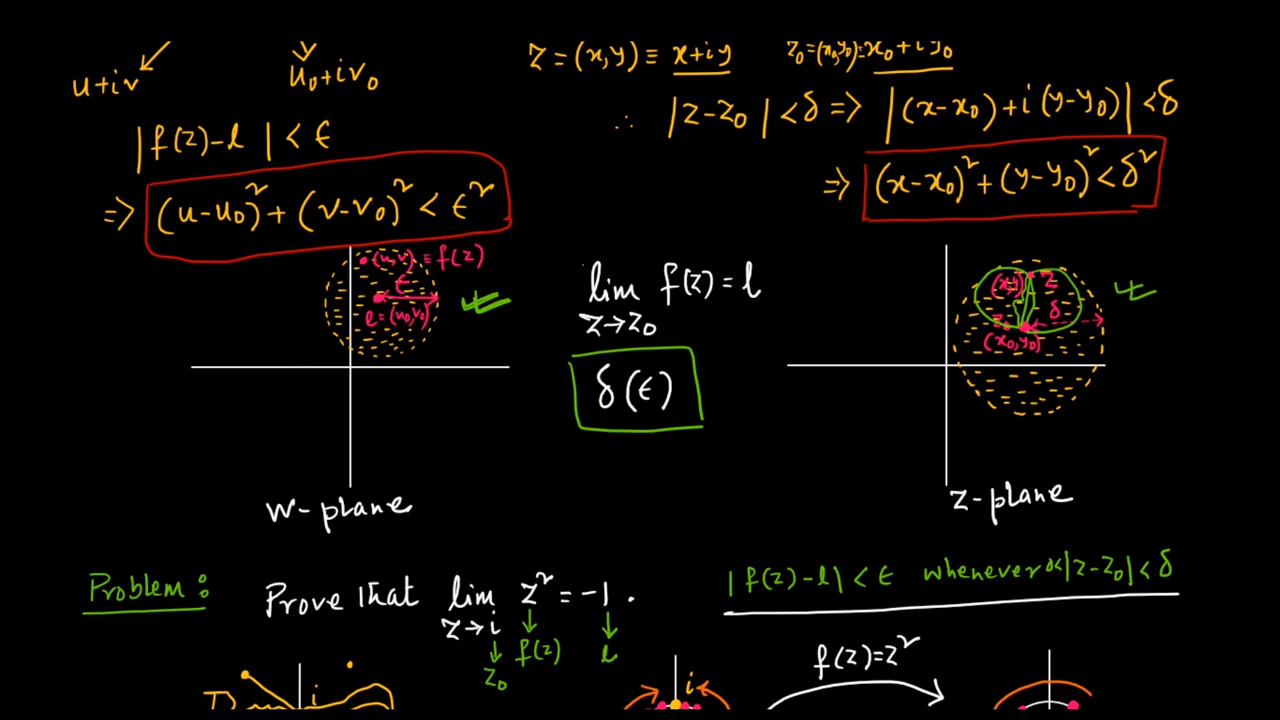 z = (x,y) ≡ x+iy    z₀=(x₀,y₀)=x₀+iy₀
u+iv    u₀+iv₀
∴ |z-z₀| < δ ⇒ |(x-x₀)+i(y-y₀)| < δ
|f(z)-l| < ϵ
⇒ (x-x₀)²+(y-y₀)² < δ²
⇒ (u-u₀)²+(v-v₀)² < ϵ²
(u,v) ≡ f(z)
ϵ
l=(u₀,v₀)
lim f(z) = l
z→z₀
δ(ϵ)
(x,y) z
δ
z₀
(x₀,y₀)
w-plane
z-plane
Problem:
Prove that lim z² = -1.
z→i
z₀
f(z)
l
|f(z)-l| < ϵ whenever 0<|z-z₀| < δ
f(z)=z²
i
i